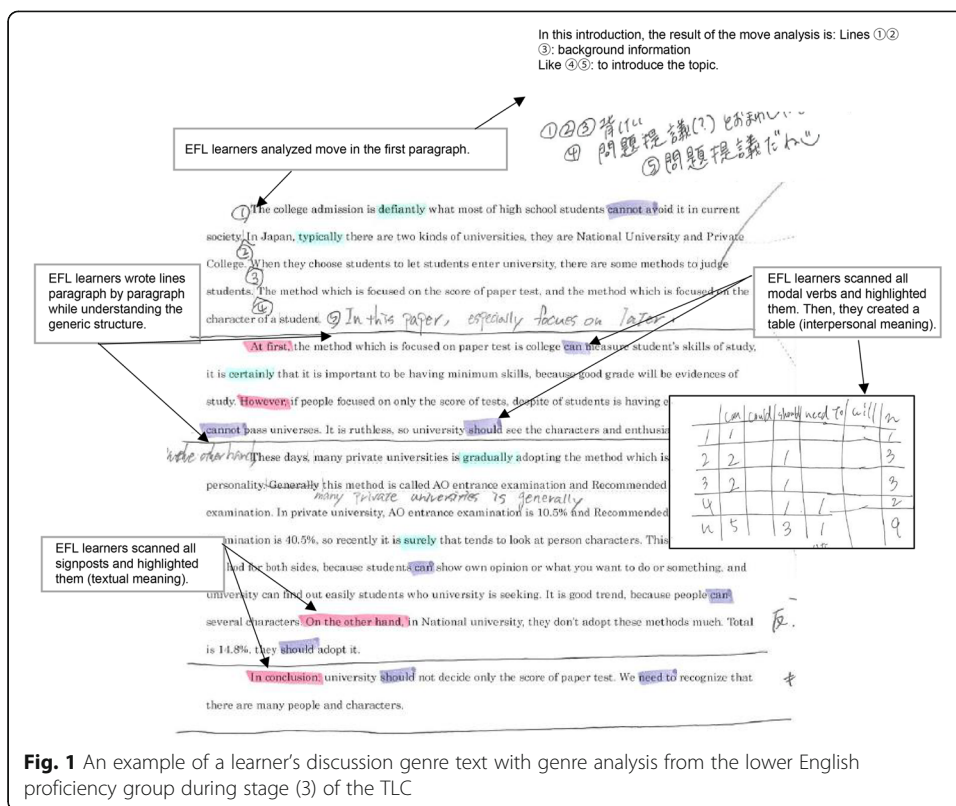 In this introduction, the result of the move analysis is: Lines ①②
③: background information
Like ④⑤: to introduce the topic.
①②③ 背けい
④ 問題提議(?) とおまわし
⑤問題提議だね
EFL learners analyzed move in the first paragraph.
① The college admission is defiantly what most of high school students cannot avoid it in current
society. In Japan, typically there are two kinds of universities, they are National University and Private
②
College. When they choose students to let students enter university, there are some methods to judge
③
students. The method which is focused on the score of paper test, and the method which is focused on the
④
character of a student. ⑤ In this paper, especially focuses on later.
EFL learners wrote lines
paragraph by paragraph
while understanding the
generic structure.
EFL learners scanned all
modal verbs and highlighted
them. Then, they created a
table (interpersonal meaning).
At first, the method which is focused on paper test is college can measure student's skills of study,
it is certainly that it is important to be having minimum skills, because good grade will be evidences of
study. However, if people focused on only the score of tests, despite of students is having e
cannot pass universes. It is ruthless, so university should see the characters and enthusi
can could should need to will n
1 1 1
2 2 1 3
3 2 1 3
4 1 1 2
n 5 3 1 9
in the other hand These days, many private universities is gradually adopting the method which is
personality. Generally this method is called AO entrance examination and Recommended
many private universities is generally
examination. In private university, AO entrance examination is 10.5% and Recommended
mination is 40.5%, so recently it is surely that tends to look at person characters. This
EFL learners scanned all
signposts and highlighted
them (textual meaning).
for both sides, because students can show own opinion or what you want to do or something, and
university can find out easily students who university is seeking. It is good trend, because people can
several characters. On the other hand, in National university, they don't adopt these methods much. Total
反.
is 14.8%, they should adopt it.
In conclusion, university should not decide only the score of paper test. We need to recognize that
there are many people and characters.
Fig. 1 An example of a learner's discussion genre text with genre analysis from the lower English
proficiency group during stage (3) of the TLC